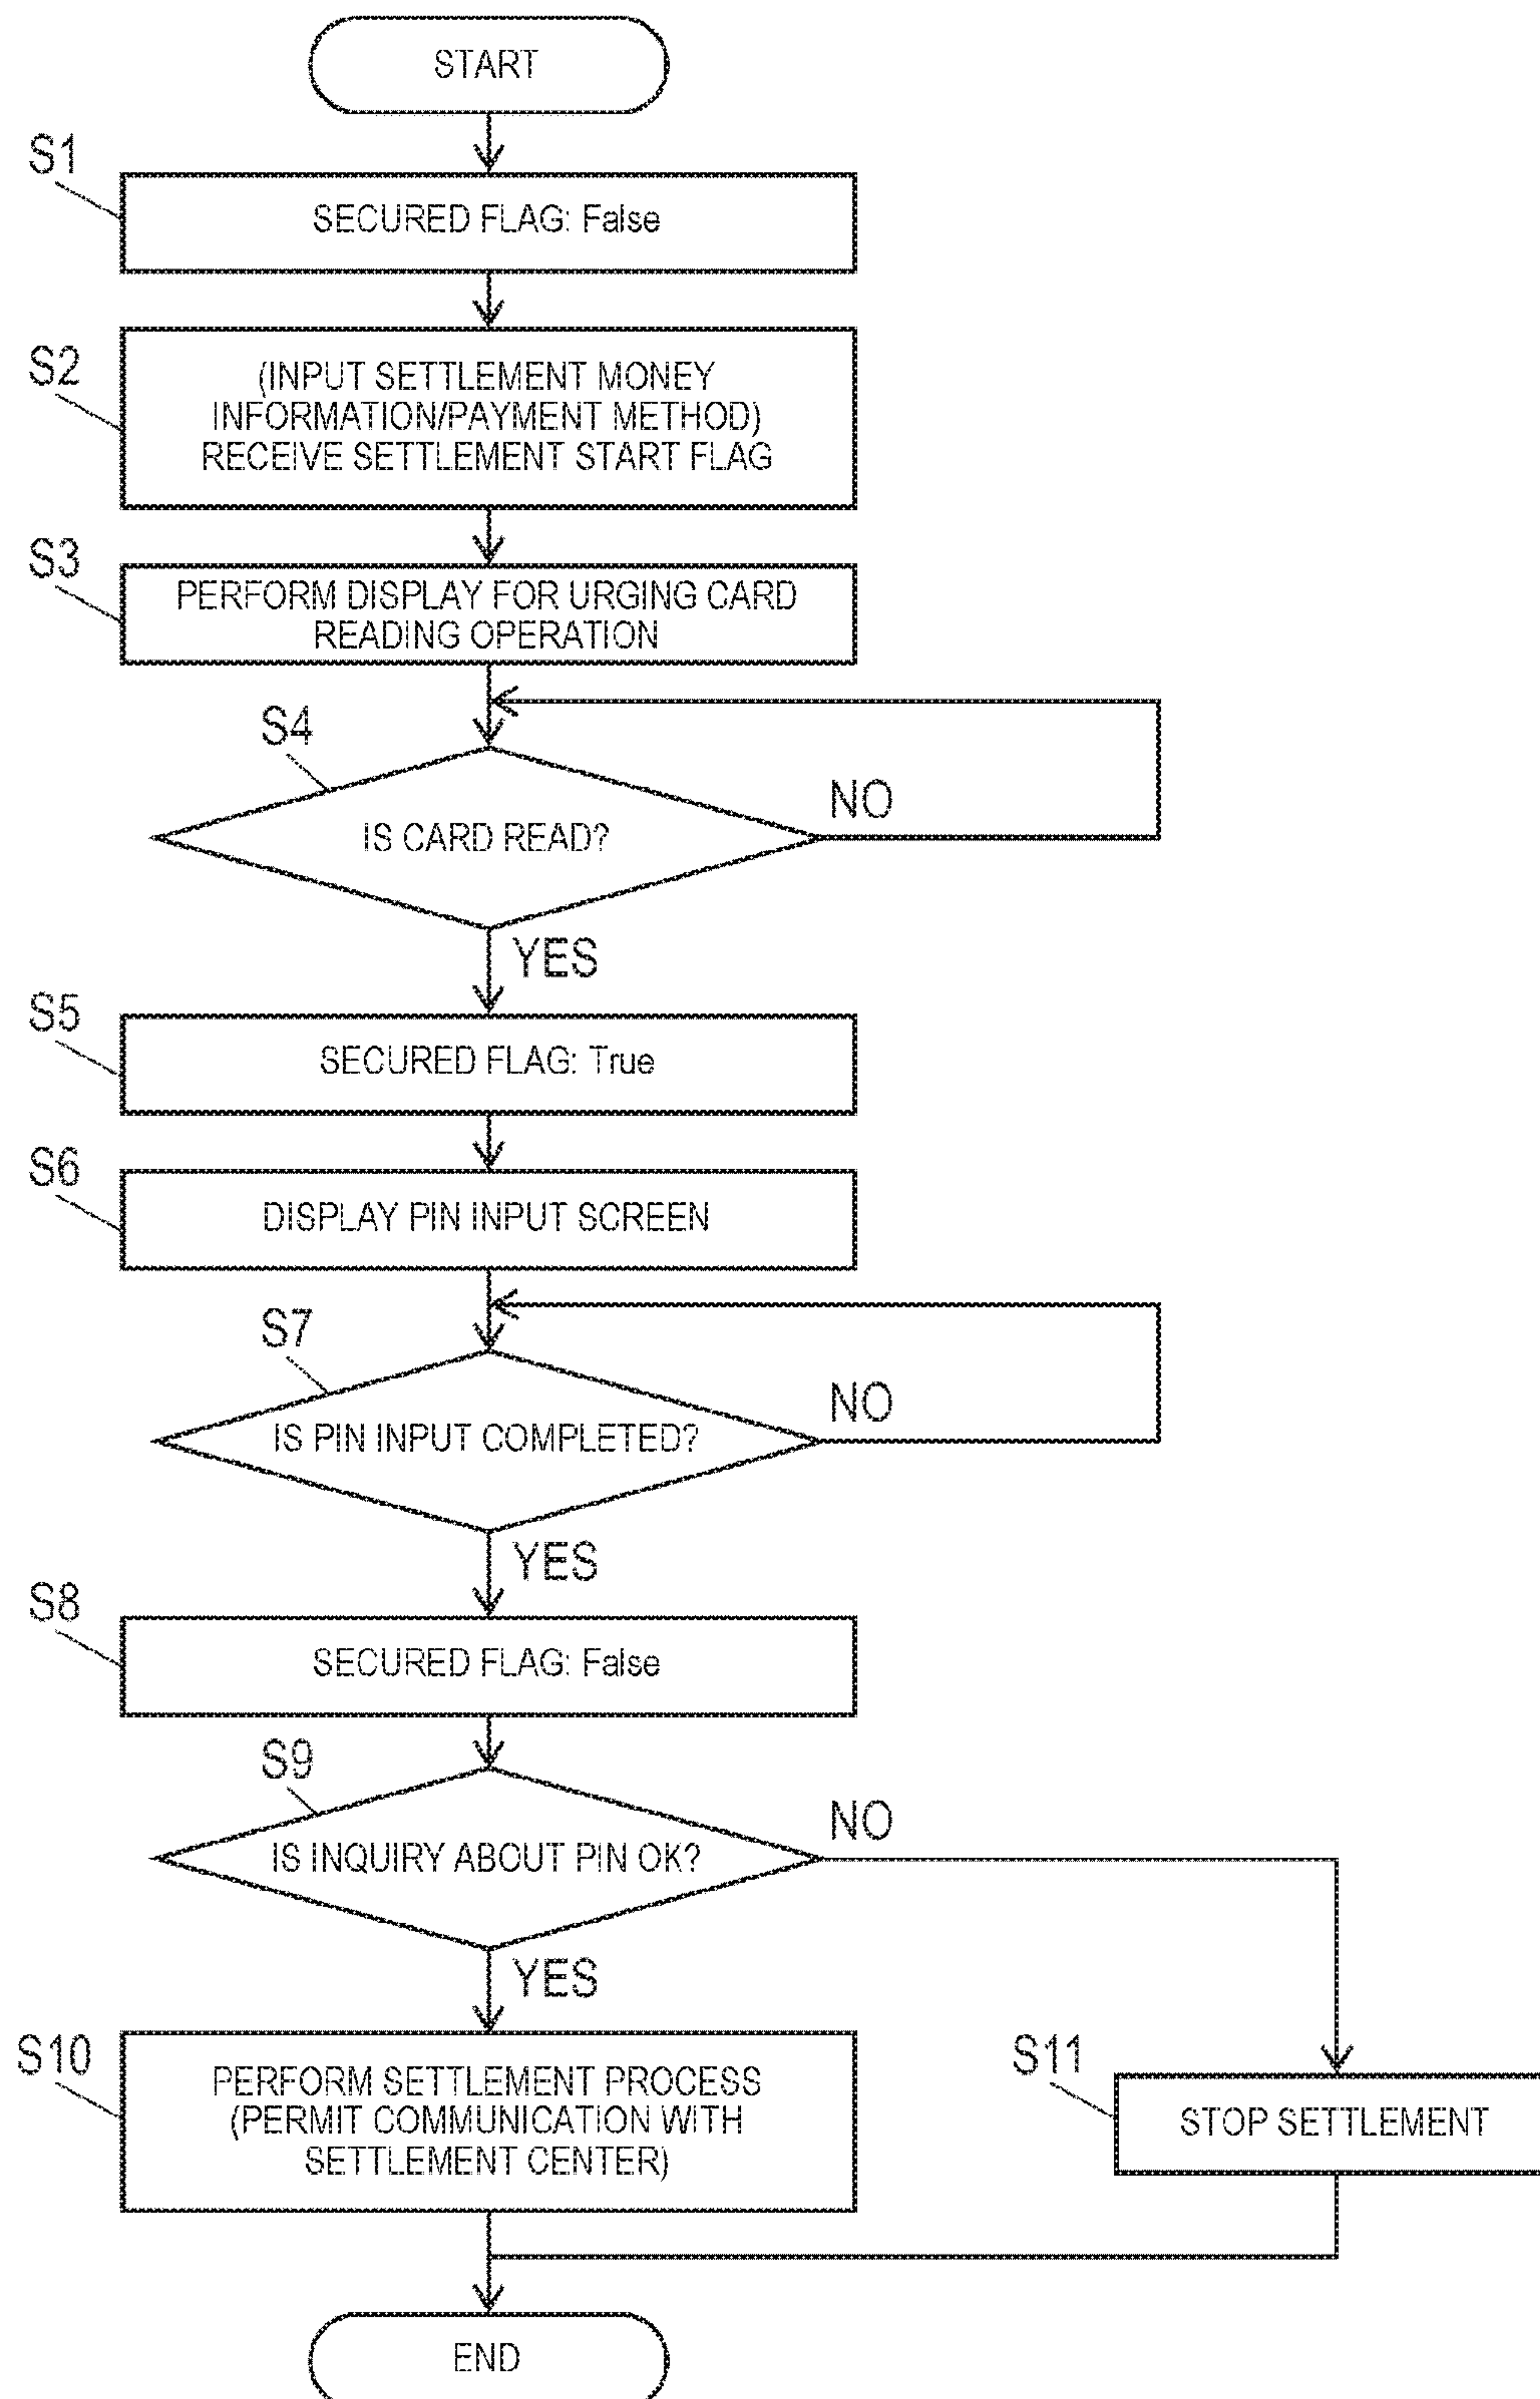 START
S1
SECURED FLAG: False
S2
(INPUT SETTLEMENT MONEY
INFORMATION/PAYMENT METHOD)
RECEIVE SETTLEMENT START FLAG
S3
PERFORM DISPLAY FOR URGING CARD
READING OPERATION
S4
IS CARD READ?
NO
YES
S5
SECURED FLAG: True
S6
DISPLAY PIN INPUT SCREEN
S7
IS PIN INPUT COMPLETED?
NO
YES
S8
SECURED FLAG: False
S9
IS INQUIRY ABOUT PIN OK?
NO
YES
S10
PERFORM SETTLEMENT PROCESS
(PERMIT COMMUNICATION WITH
SETTLEMENT CENTER)
S11
STOP SETTLEMENT
END